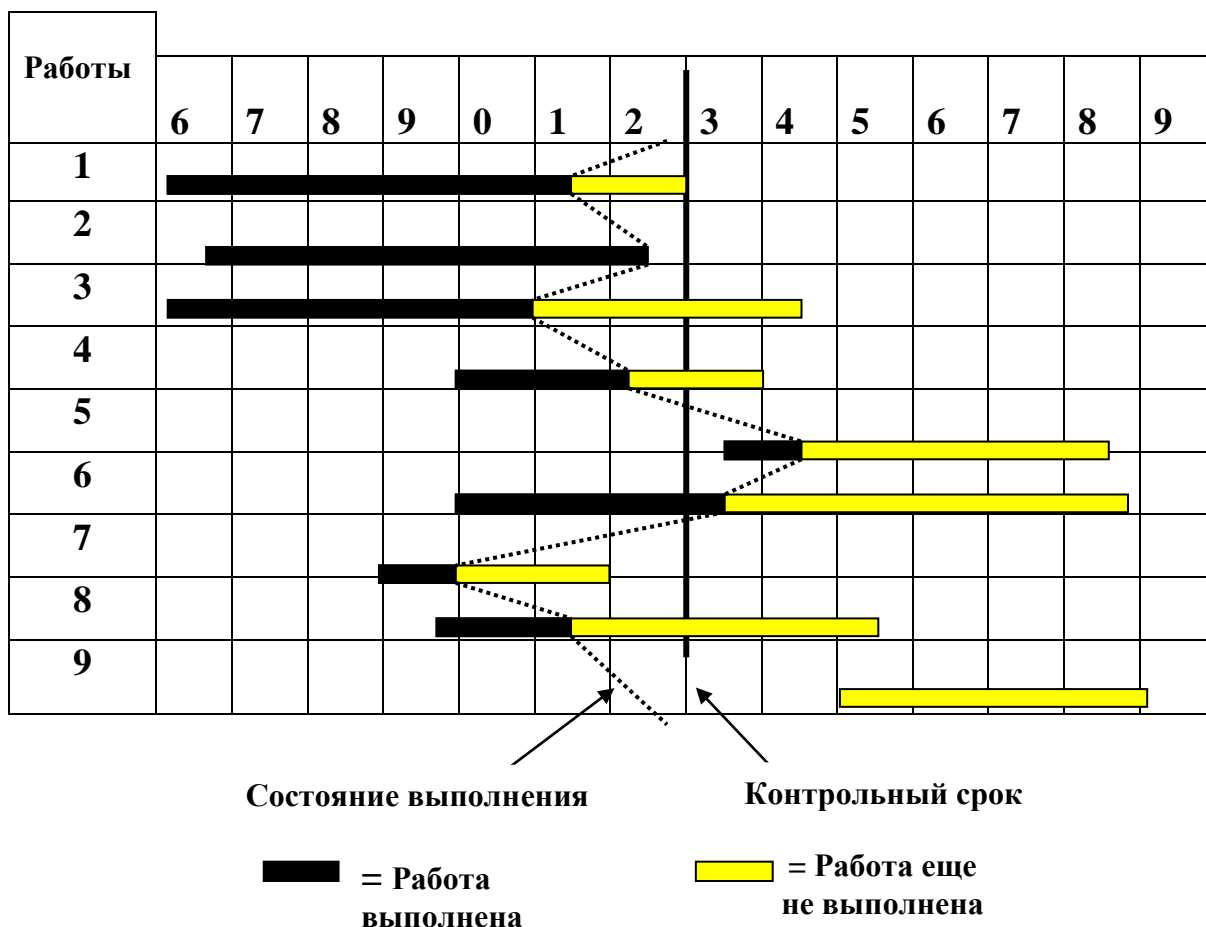 Работы
6 7 8 9 0 1 2 3 4 5 6 7 8 9
1
2
3
4
5
6
7
8
9
Состояние выполнения Контрольный срок
= Работа = Работа еще
выполнена не выполнена